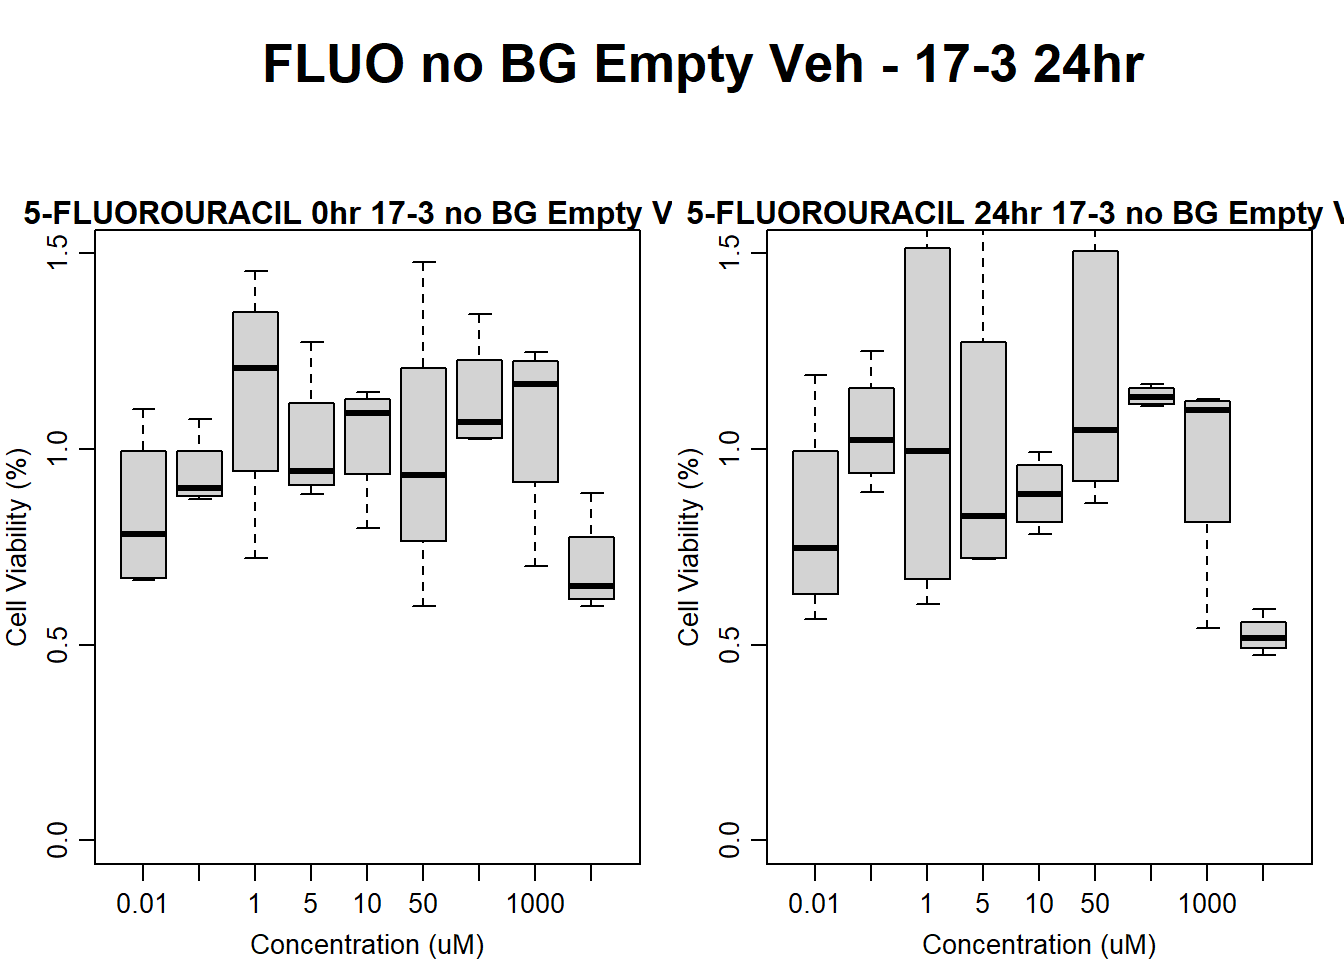 FLUO no BG Empty Veh - 17-3 24hr
5-FLUOROURACIL 0hr 17-3 no BG Empty V
5-FLUOROURACIL 24hr 17-3 no BG Empty V
Cell Viability (%)
1.5
1.0
0.5
0.0
0.01 1 5 10 50 1000
Concentration (uM)
Cell Viability (%)
1.5
1.0
0.5
0.0
0.01 1 5 10 50 1000
Concentration (uM)